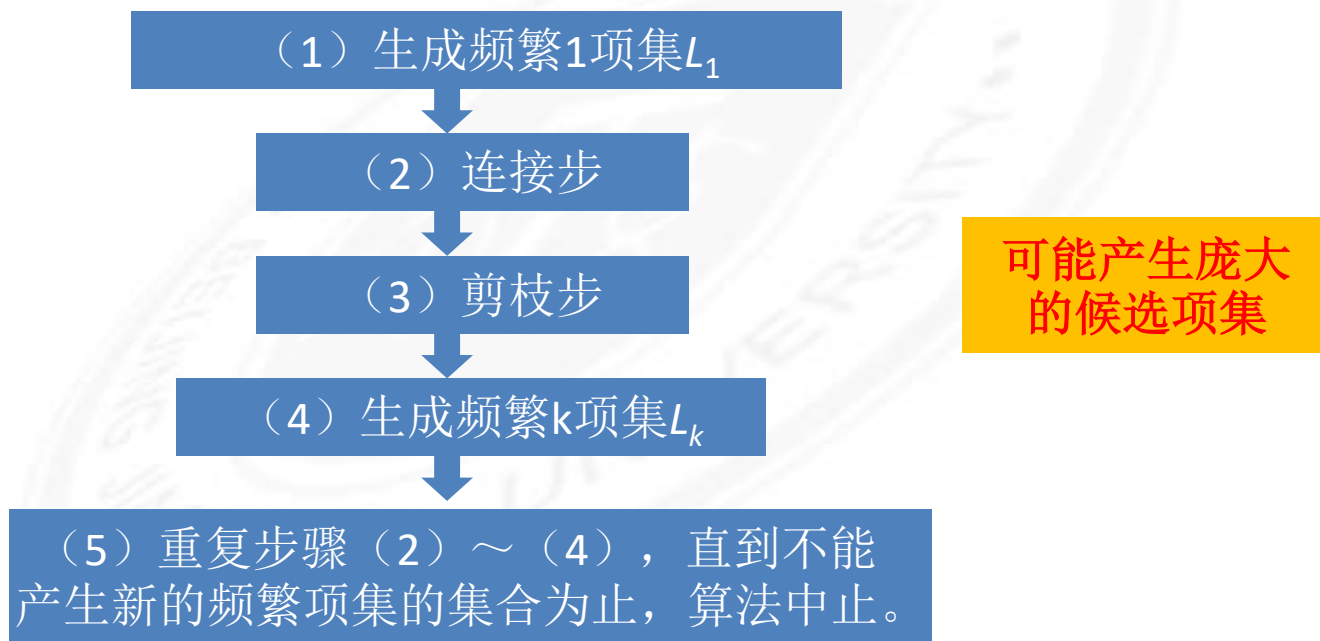 （1）生成频繁1项集L₁
（2）连接步
（3）剪枝步
可能产生庞大
的候选项集
（4）生成频繁k项集Lₖ
（5）重复步骤（2）～（4），直到不能
产生新的频繁项集的集合为止，算法中止。